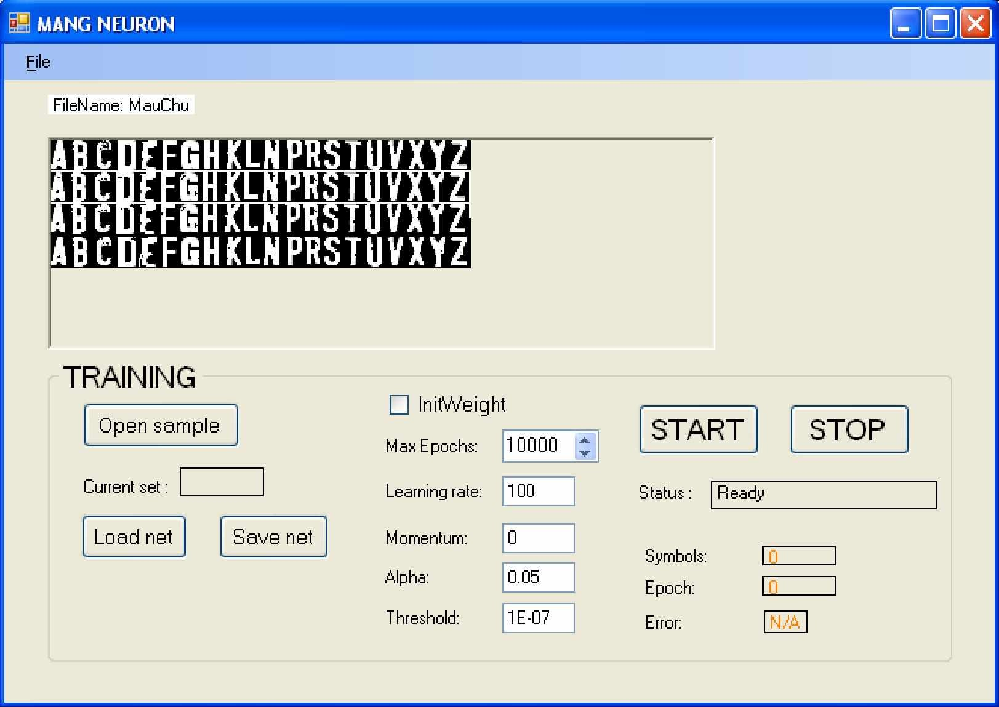 MANG NEURON
File
FileName: MauChu
ABCDEFGHKLNPRSTUVXYZ
ABCDEFGHKLNPRSTUVXYZ
ABCDEFGHKLNPRSTUVXYZ
ABCDEFGHKLNPRSTUVXYZ
TRAINING
Open sample
Current set :
Load net Save net
InitWeight
Max Epochs: 10000
Learning rate: 100
Momentum: 0
Alpha: 0.05
Threshold: 1E-07
START STOP
Status : Ready
Symbols: 0
Epoch: 0
Error: N/A